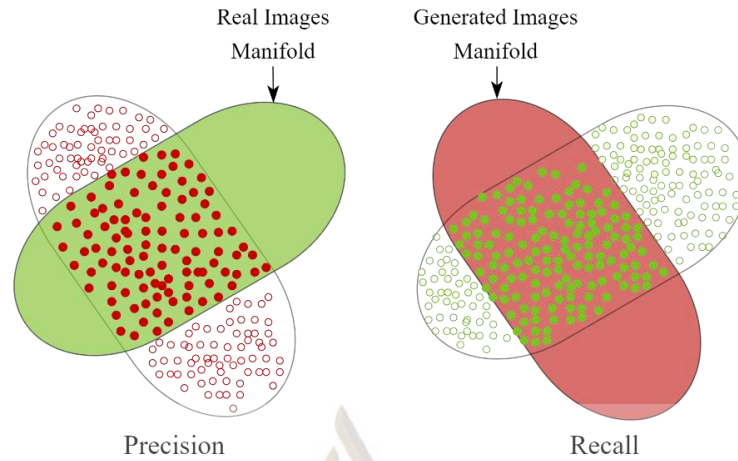 Real Images
Manifold
Generated Images
Manifold
Precision
Recall